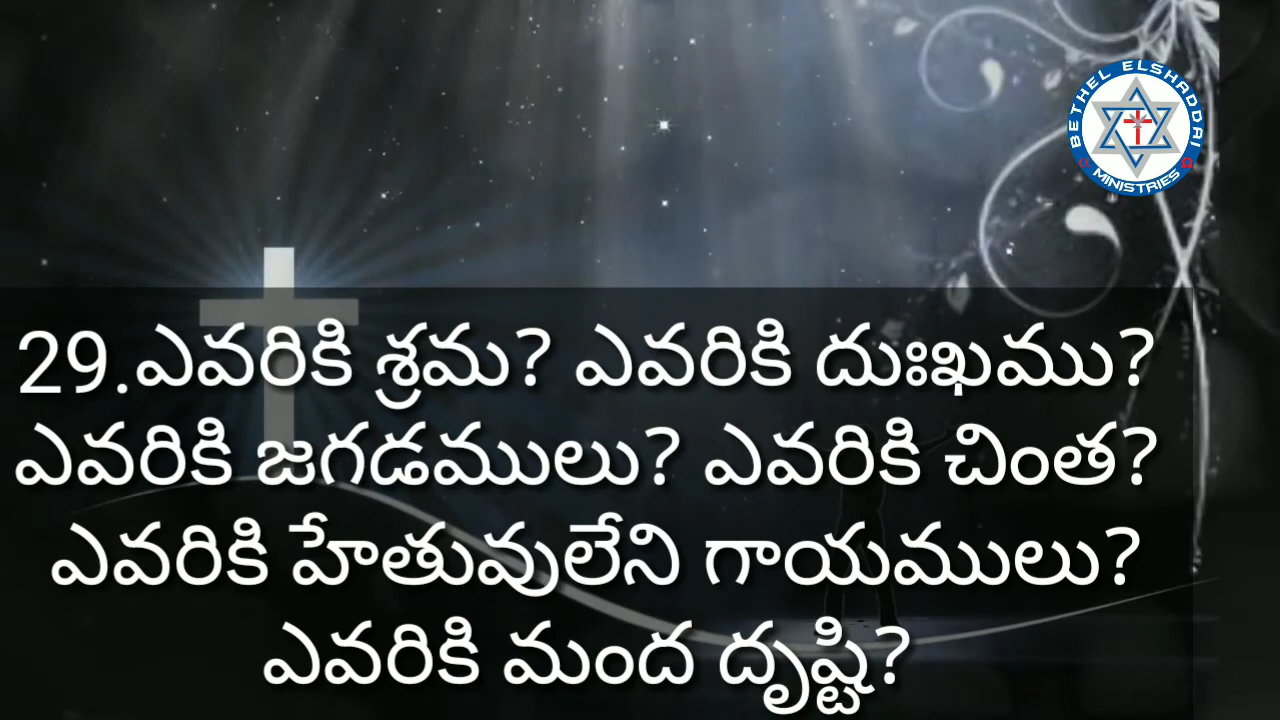 BETHEL ELSHADDAI
MINISTRIES
29.ఎవరికి శ్రమ? ఎవరికి దుఃఖము?
ఎవరికి జగడములు? ఎవరికి చింత?
ఎవరికి హేతువులేని గాయములు?
ఎవరికి మంద దృష్టి?